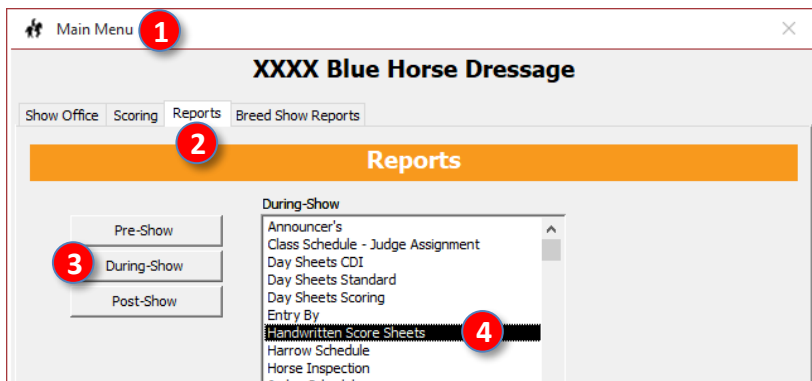 Main Menu 1
XXXX Blue Horse Dressage
Show Office Scoring Reports Breed Show Reports
2
Reports
During-Show
Pre-Show
3 During-Show
Post-Show
Announcer's
Class Schedule - Judge Assignment
Day Sheets CDI
Day Sheets Standard
Day Sheets Scoring
Entry By
Handwritten Score Sheets 4
Harrow Schedule
Horse Inspection